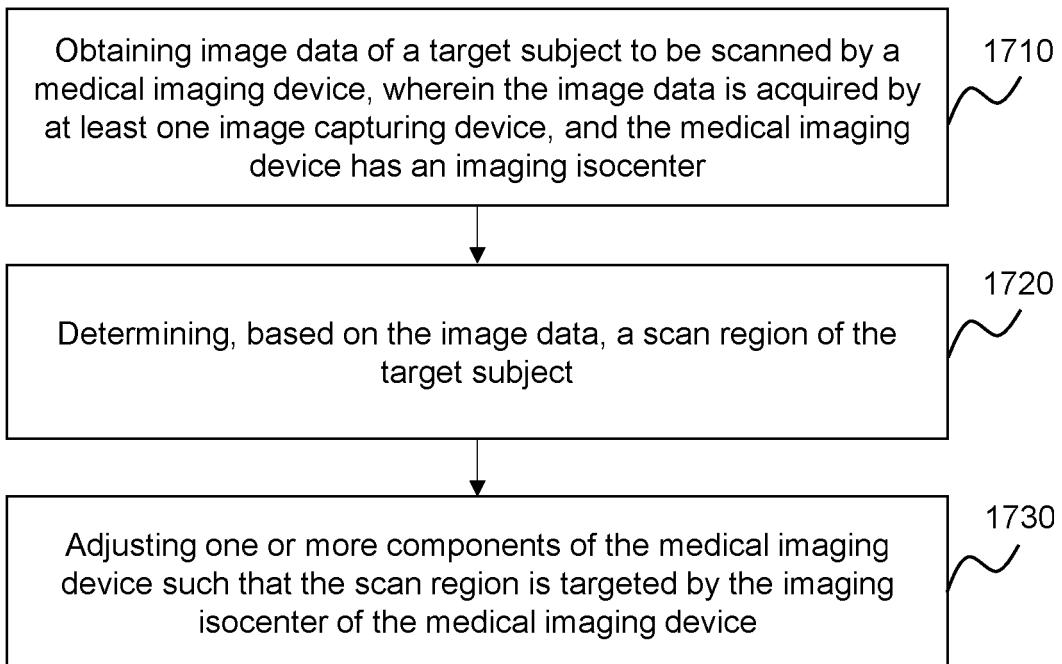 Obtaining image data of a target subject to be scanned by a
medical imaging device, wherein the image data is acquired by
at least one image capturing device, and the medical imaging
device has an imaging isocenter
1710
Determining, based on the image data, a scan region of the
target subject
1720
Adjusting one or more components of the medical imaging
device such that the scan region is targeted by the imaging
isocenter of the medical imaging device
1730